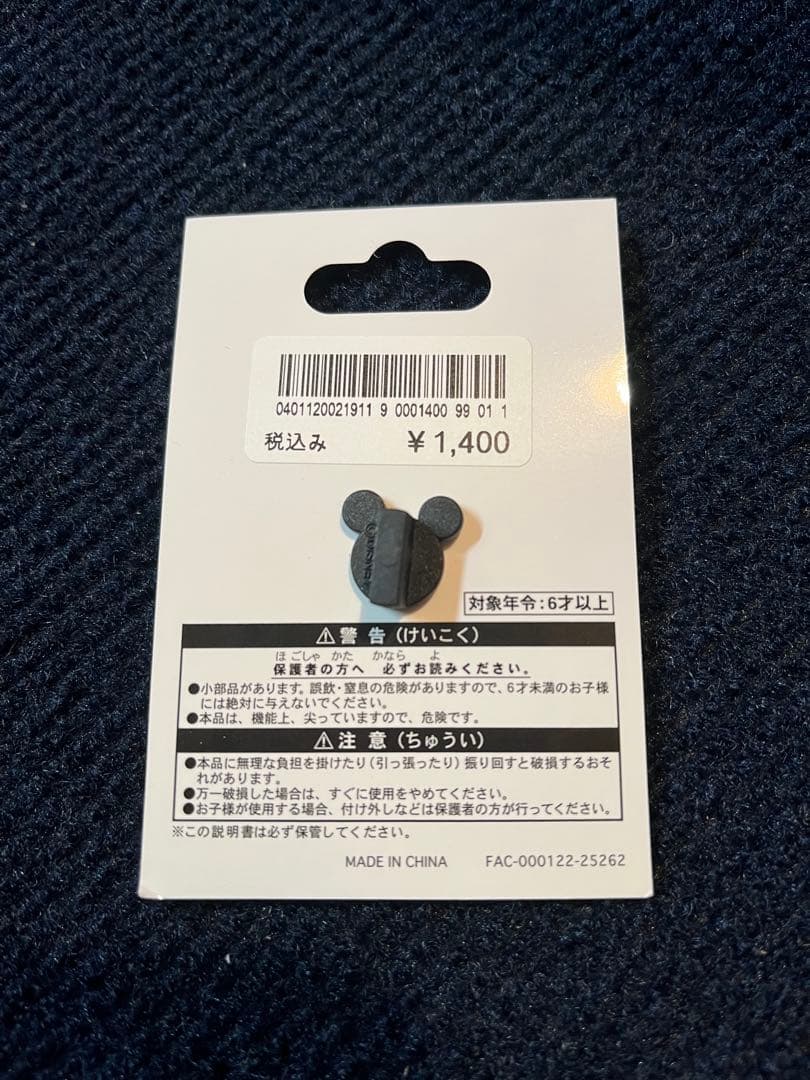 0401120021911 9 0001400 99 01 1
税込み ￥1,400
対象年令：6才以上
⚠警 告（けいこく）
ほ ごしゃ かた かなら よ
保護者の方へ 必ずお読みください。
●小部品があります。誤飲・窒息の危険がありますので、6才未満のお子様
には絶対に与えないでください。
●本品は、機能上、尖っていますので、危険です。
⚠注 意（ちゅうい）
●本品に無理な負担を掛けたり（引っ張ったり）振り回すと破損するおそ
れがあります。
●万一破損した場合は、すぐに使用をやめてください。
●お子様が使用する場合、付け外しなどは保護者の方が行ってください。
※この説明書は必ず保管してください。
MADE IN CHINA FAC-000122-25262